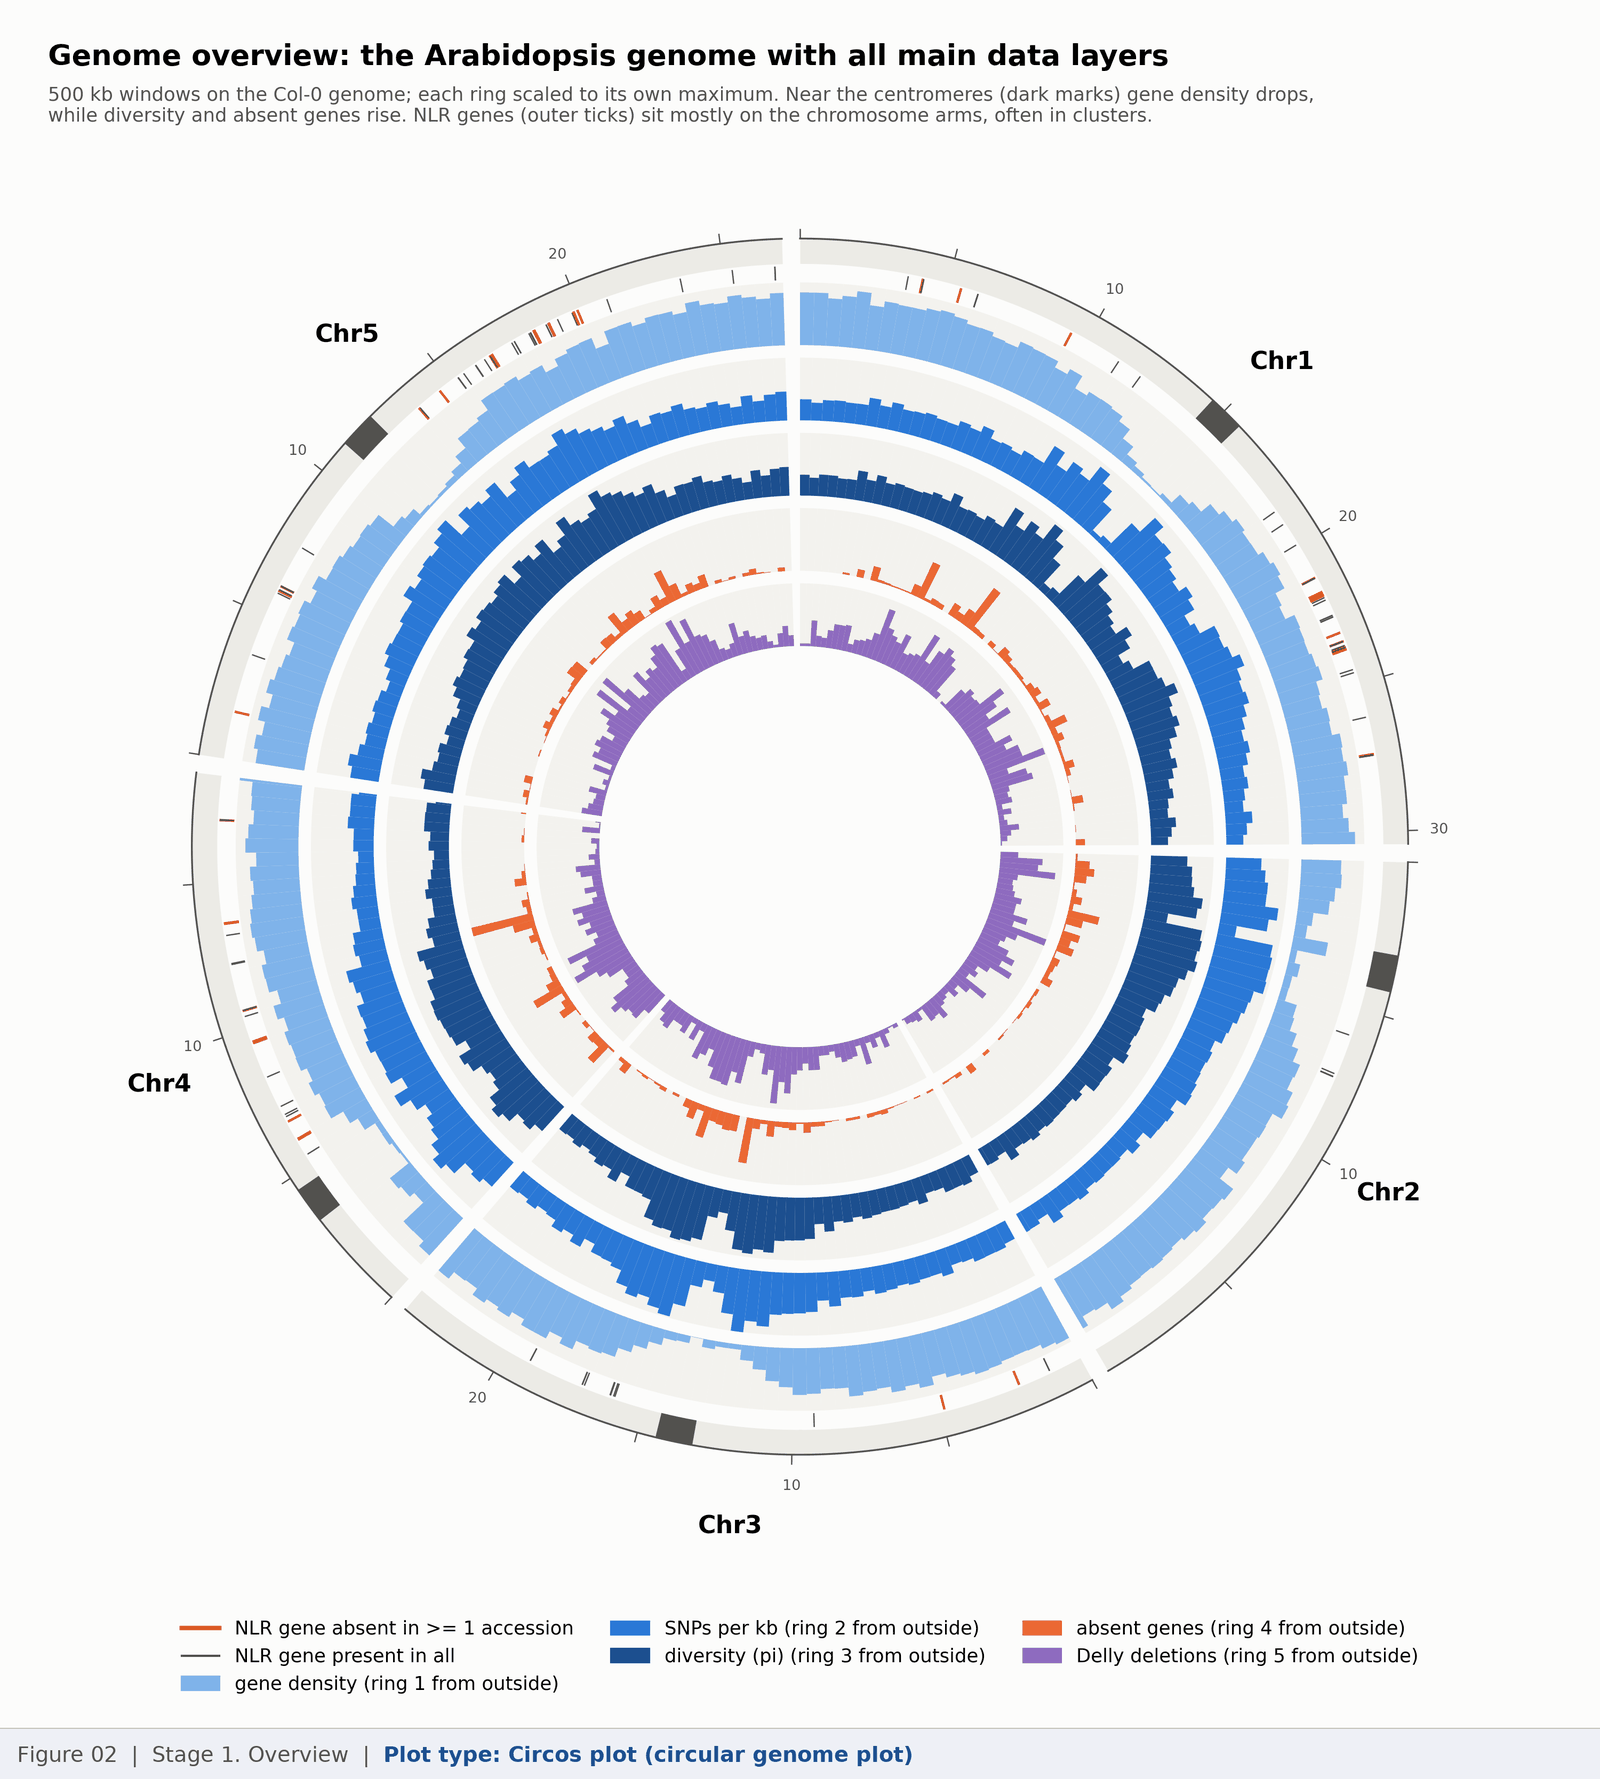 Genome overview: the Arabidopsis genome with all main data layers
500 kb windows on the Col-0 genome; each ring scaled to its own maximum. Near the centromeres (dark marks) gene density drops,
while diversity and absent genes rise. NLR genes (outer ticks) sit mostly on the chromosome arms, often in clusters.
20
10
Chr5
Chr1
10
20
30
10
Chr4
10
Chr2
20
10
Chr3
NLR gene absent in >= 1 accession
NLR gene present in all
gene density (ring 1 from outside)
SNPs per kb (ring 2 from outside)
diversity (pi) (ring 3 from outside)
absent genes (ring 4 from outside)
Delly deletions (ring 5 from outside)
Figure 02 | Stage 1. Overview | Plot type: Circos plot (circular genome plot)